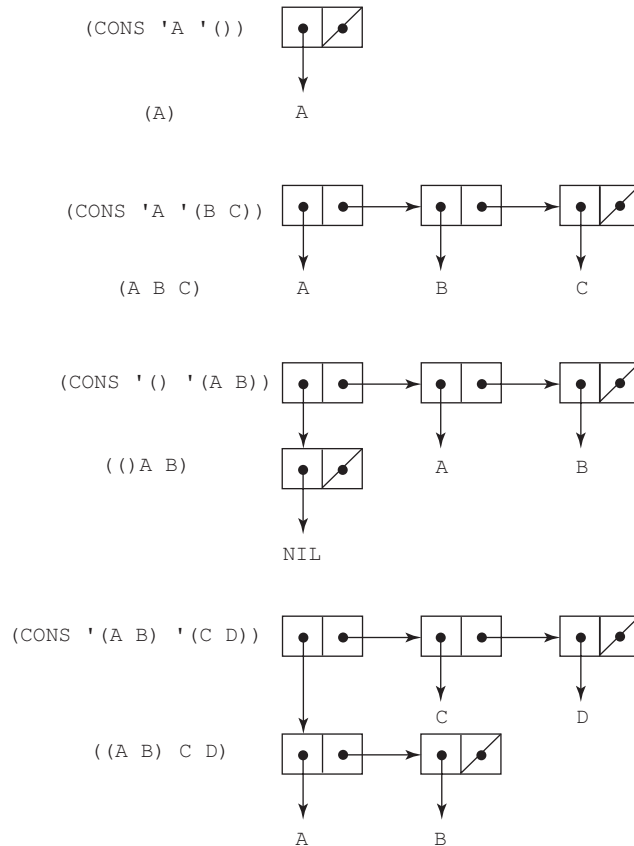 (CONS 'A '())
(A) A
(CONS 'A '(B C))
(A B C) A B C
(CONS '() '(A B))
(()A B) A B
NIL
(CONS '(A B) '(C D))
C D
((A B) C D)
A B